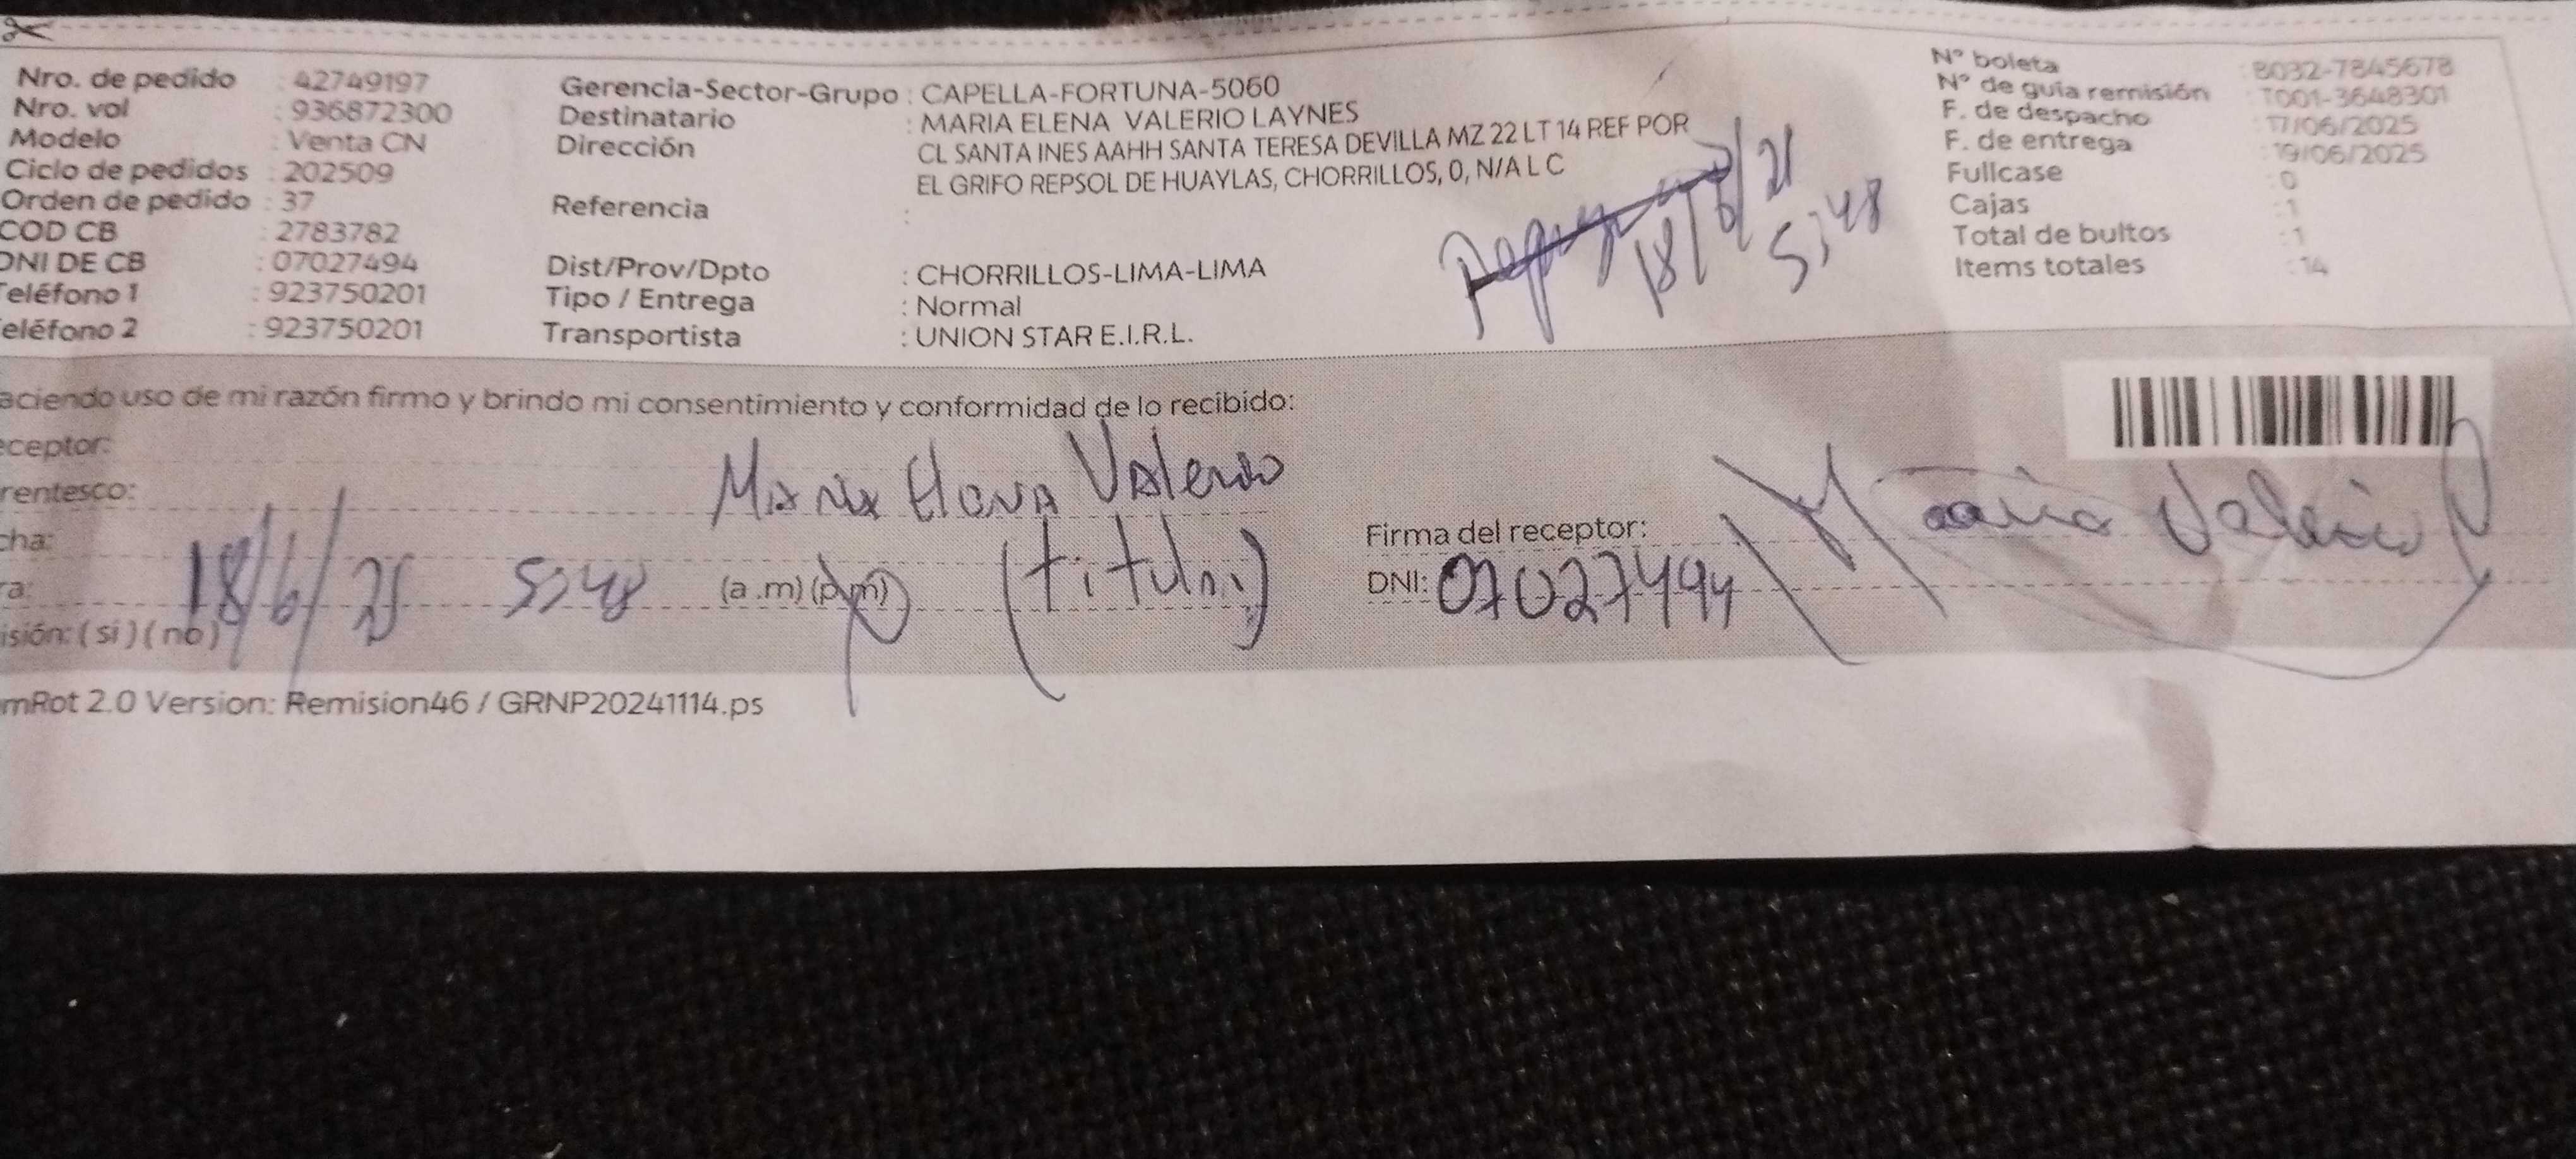 Nro. de pedido : 42749197
Nro. vol : 936872300
Modelo : Venta CN
Ciclo de pedidos : 202509
Orden de pedido : 37
COD CB : 2783782
DNI DE CB : 07027494
Teléfono 1 : 923750201
eléfono 2 : 923750201
Gerencia-Sector-Grupo : CAPELLA-FORTUNA-5060
Destinatario : MARIA ELENA VALERIO LAYNES
Dirección : CL SANTA INES AAHH SANTA TERESA DEVILLA MZ 22 LT 14 REF POR
EL GRIFO REPSOL DE HUAYLAS, CHORRILLOS, 0, N/A L C
Referencia :
Dist/Prov/Dpto : CHORRILLOS-LIMA-LIMA
Tipo / Entrega : Normal
Transportista : UNION STAR E.I.R.L.
18/6/21
5:48
N° boleta : B032-7845678
N° de guía remisión : T001-3648301
F. de despacho : 17/06/2025
F. de entrega : 19/06/2025
Fullcase : 0
Cajas : 1
Total de bultos : 1
Items totales : 14
aciendo uso de mi razón firmo y brindo mi consentimiento y conformidad de lo recibido:
eceptor: Maria Elena Valerio
rentesco: (titular)
cha: 18/6/25
ra: 5:48 (a.m) (p.m)
isión: ( si ) ( no )
Firma del receptor: Maria Valerio
DNI: 07027494
mRot 2.0 Version: Remision46 / GRNP20241114.ps